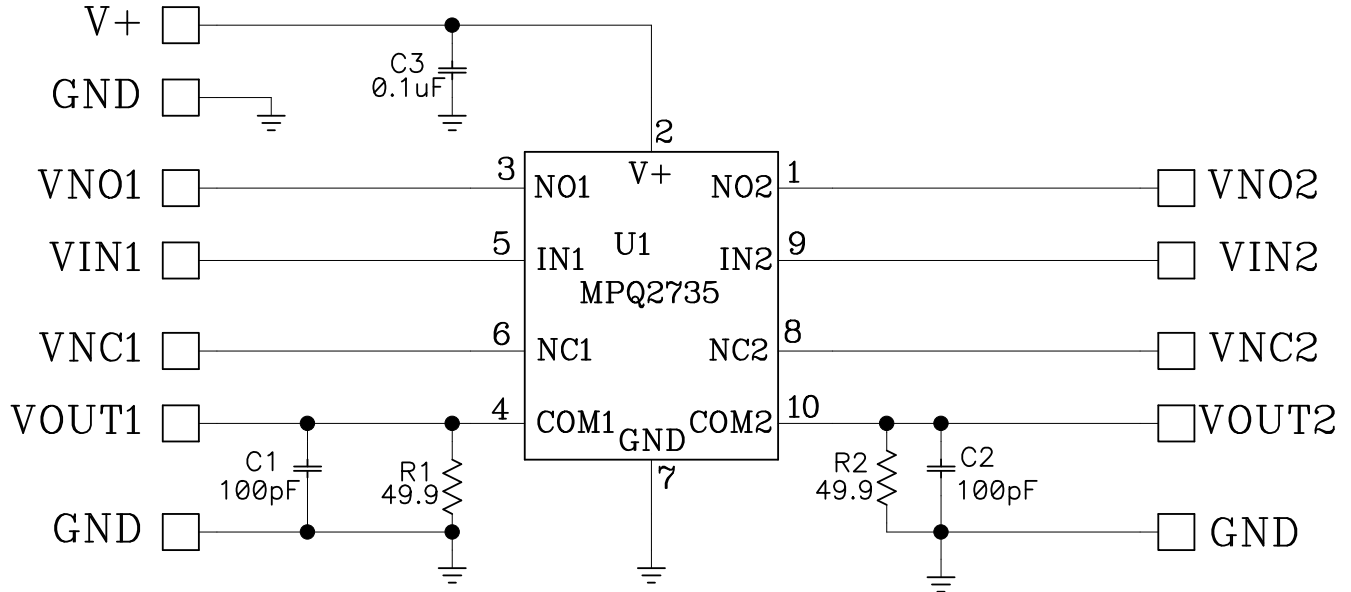 V+
C3
0.1uF
GND
2
VNO1
3
NO1
V+
NO2
1
VNO2
VIN1
5
IN1
U1
IN2
9
VIN2
MPQ2735
VNC1
6
NC1
NC2
8
VNC2
VOUT1
4
COM1
GND
COM2
10
VOUT2
C1
100pF
R1
49.9
7
R2
49.9
C2
100pF
GND
GND